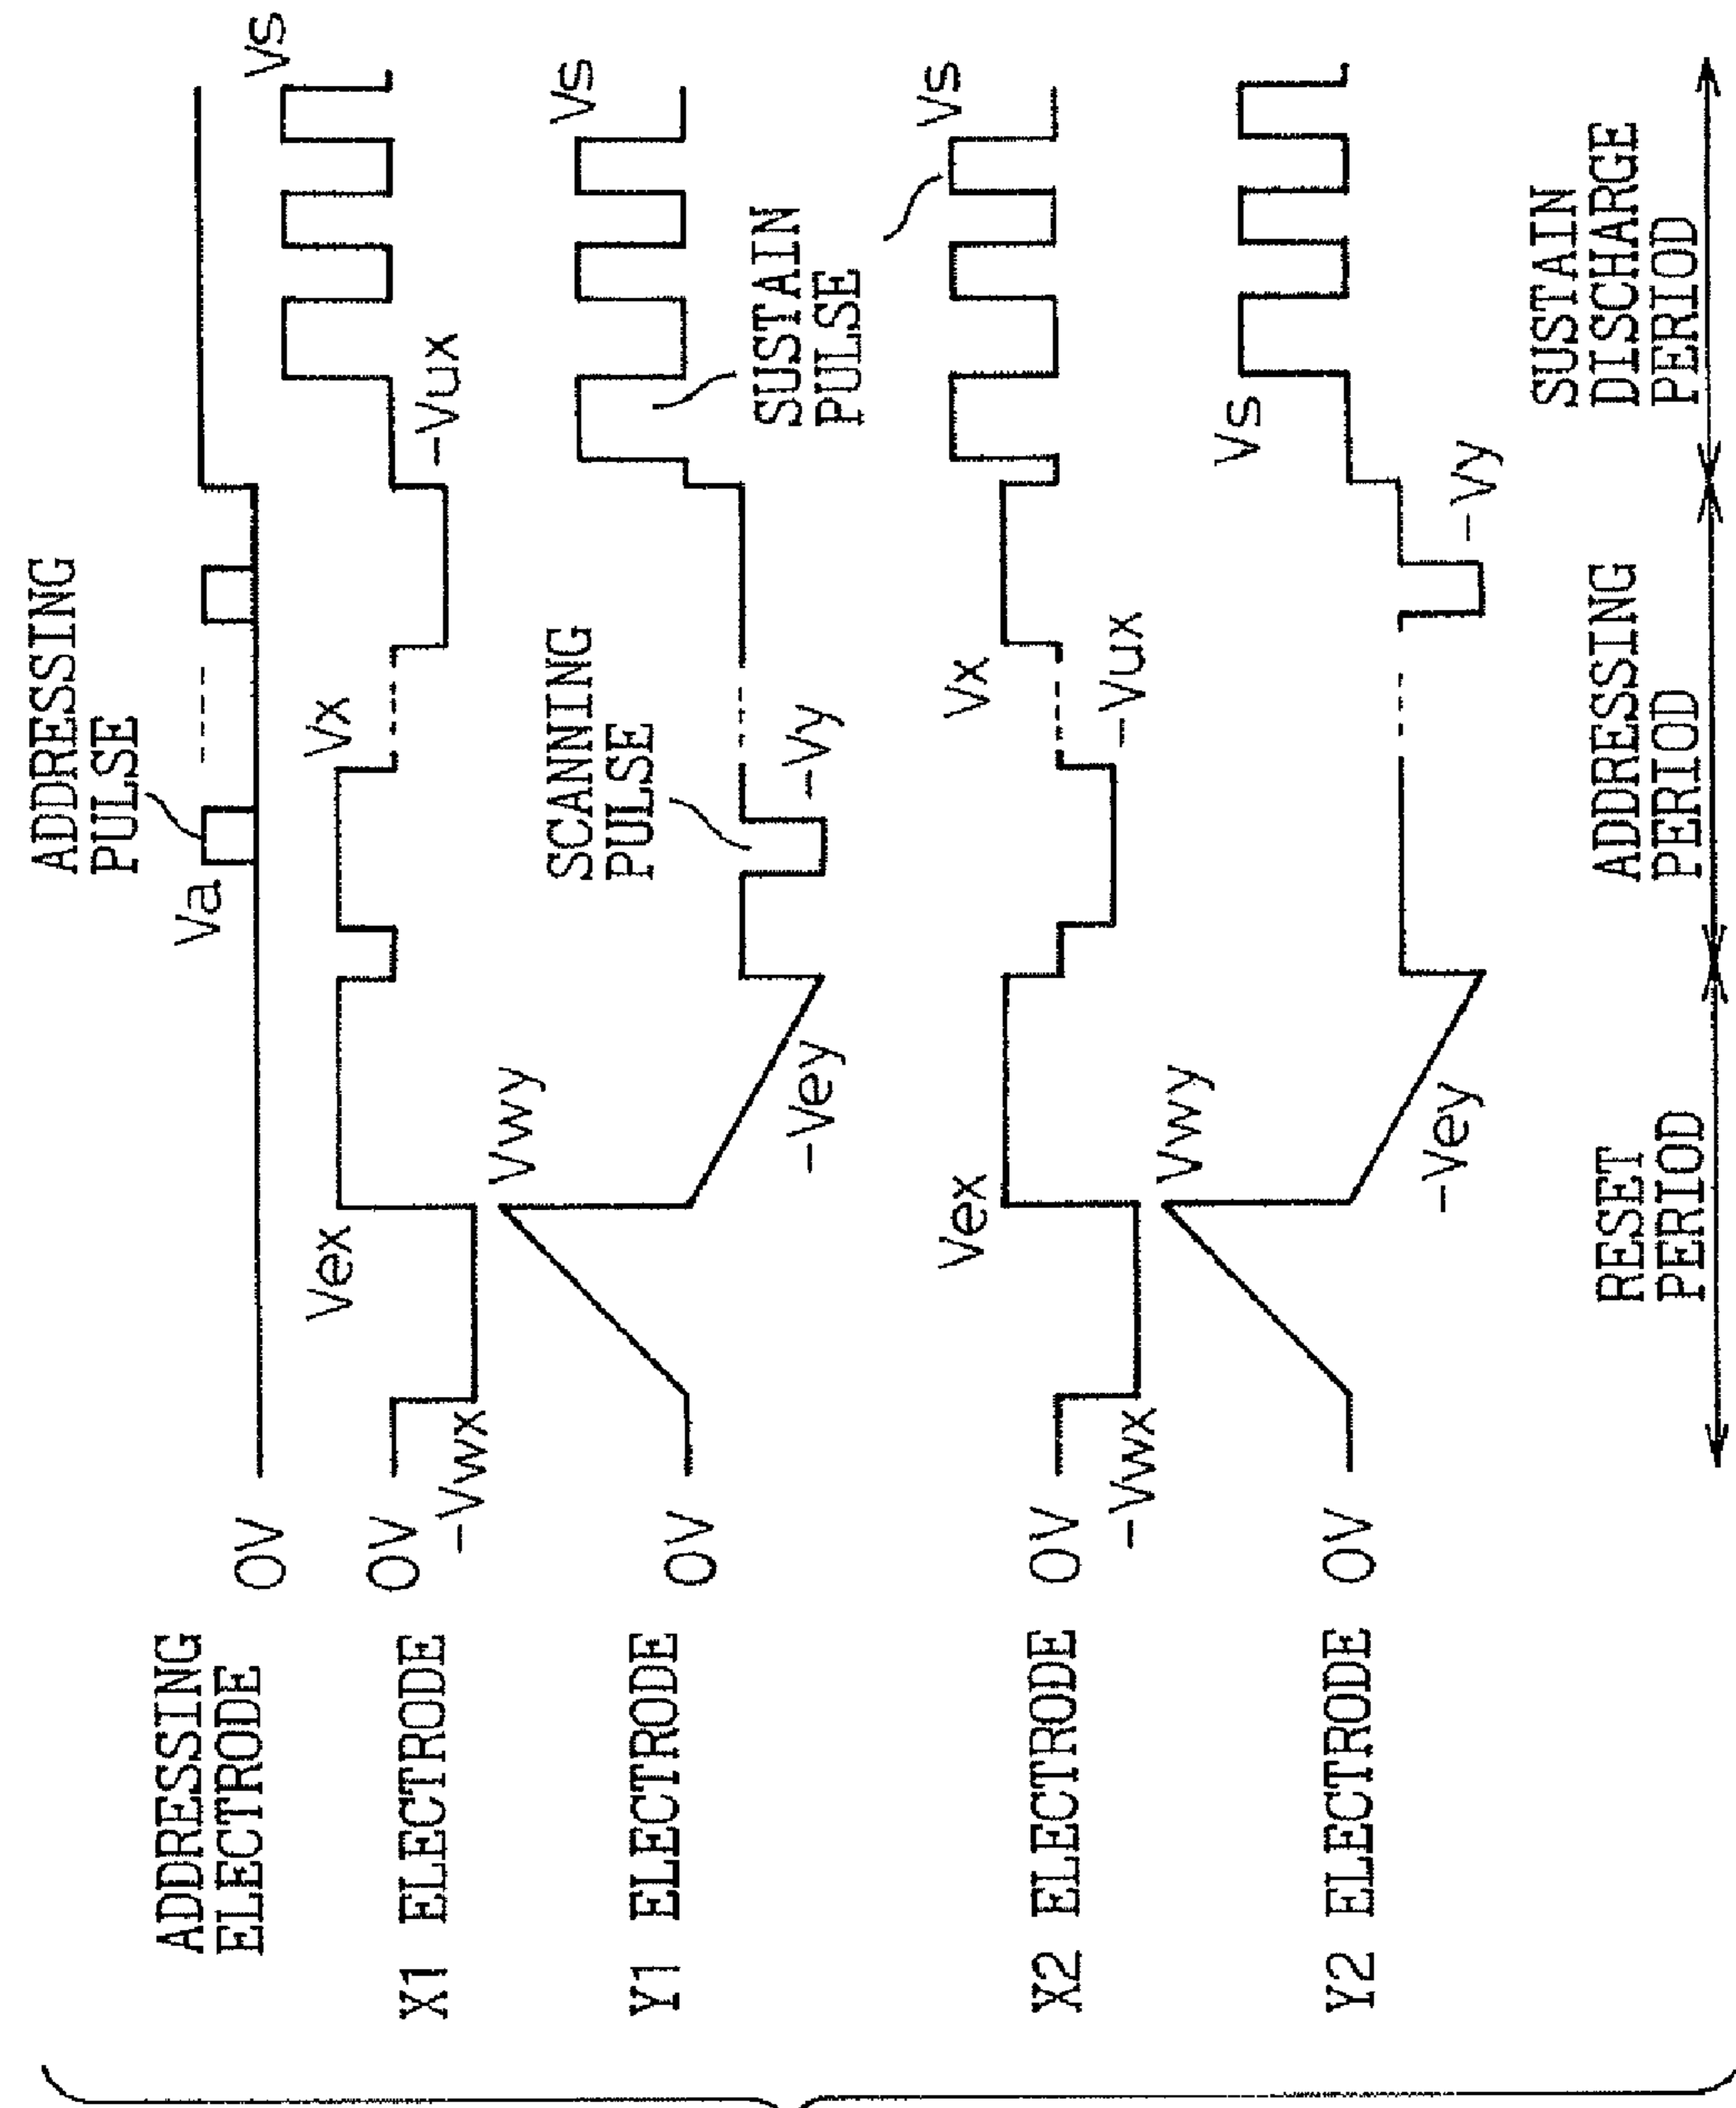 ADDRESSING
ELECTRODE
0V
Va
ADDRESSING
PULSE
X1 ELECTRODE
0V
-Vwx
Vex
Vx
-Vux
Vs
Y1 ELECTRODE
0V
Vwy
-Vey
SCANNING
PULSE
-Vy
Vs
SUSTAIN
PULSE
X2 ELECTRODE
0V
-Vwx
Vex
-Vux
Vx
Vs
Y2 ELECTRODE
0V
Vwy
-Vey
-Vy
Vs
RESET
PERIOD
ADDRESSING
PERIOD
SUSTAIN
DISCHARGE
PERIOD